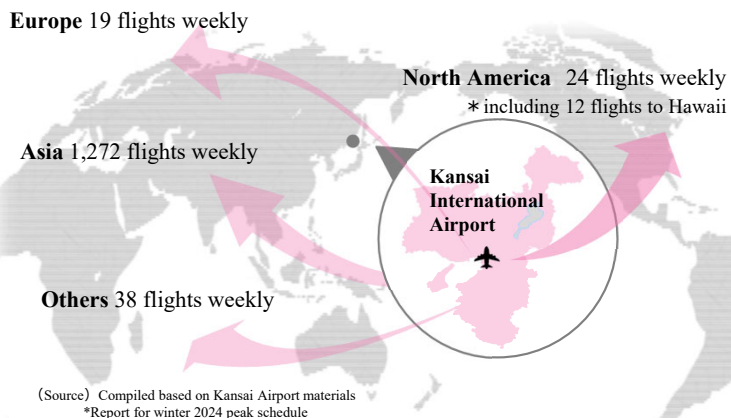 Europe 19 flights weekly
North America 24 flights weekly
＊including 12 flights to Hawaii
Asia 1,272 flights weekly
Kansai
International
Airport
Others 38 flights weekly
（Source）Compiled based on Kansai Airport materials
*Report for winter 2024 peak schedule